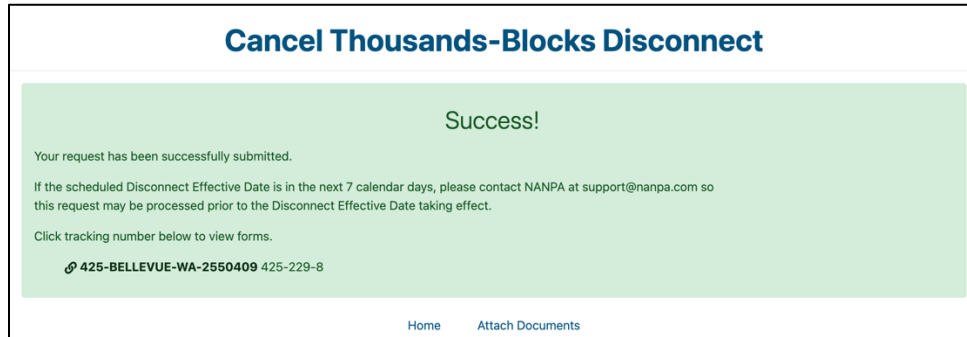 Cancel Thousands-Blocks Disconnect
Success!
Your request has been successfully submitted.
If the scheduled Disconnect Effective Date is in the next 7 calendar days, please contact NANPA at support@nanpa.com so
this request may be processed prior to the Disconnect Effective Date taking effect.
Click tracking number below to view forms.
425-BELLEVUE-WA-2550409 425-229-8
Home Attach Documents